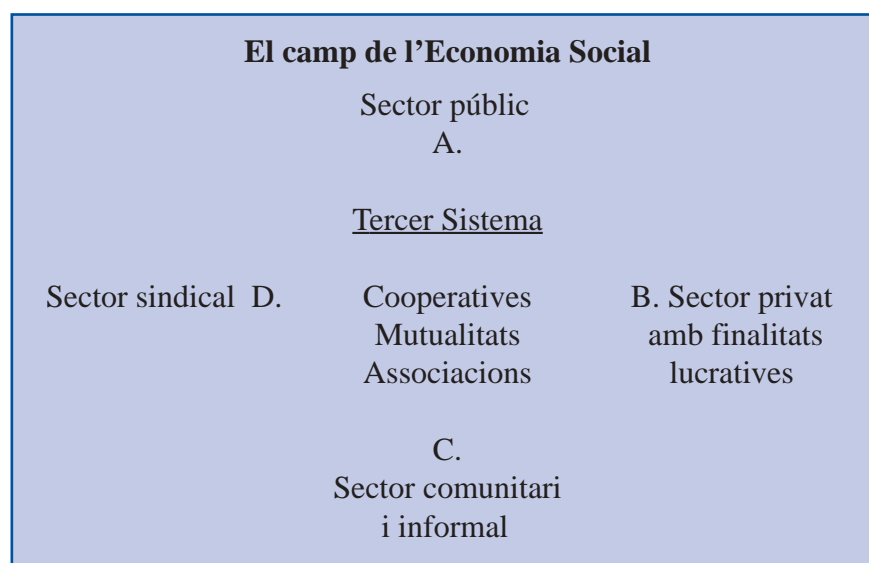 El camp de l’Economia Social
Sector públic
A.
Tercer Sistema
Sector sindical D.
Cooperatives
Mutualitats
Associacions
B. Sector privat
amb finalitats
lucratives
C.
Sector comunitari
i informal